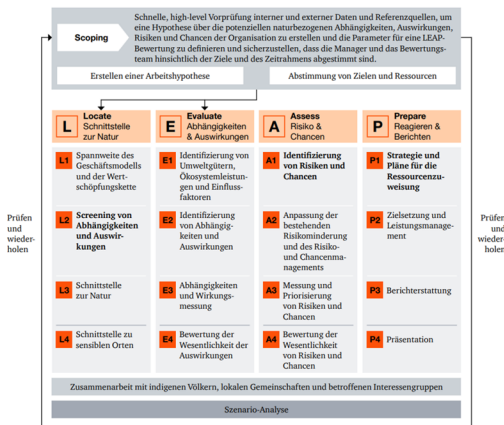 Scoping
Schnelle, high-level Vorprüfung interner und externer Daten und Referenzquellen, um
eine Hypothese über die potenziellen naturbezogenen Abhängigkeiten, Auswirkungen,
Risiken und Chancen der Organisation zu erstellen und die Parameter für eine LEAP-
Bewertung zu definieren und sicherzustellen, dass die Manager und das Bewertungs-
team hinsichtlich der Ziele und des Zeitrahmens abgestimmt sind.
Erstellen einer Arbeitshypothese
Abstimmung von Zielen und Ressourcen
L
Locate
Schnittstelle
zur Natur
E
Evaluate
Abhängigkeiten
& Auswirkungen
A
Assess
Risiko &
Chancen
P
Prepare
Reagieren &
Berichten
L1
Spannweite des
Geschäftsmodells
und der Wert-
schöpfungskette
E1
Identifizierung von
Umweltgütern,
Ökosystemleistun-
gen und Einfluss-
faktoren
A1
Identifizierung
von Risiken und
Chancen
P1
Strategie und
Pläne für die
Ressourcenzu-
weisung
L2
Screening von
Abhängigkeiten
und Auswir-
kungen
E2
Identifizierung
von Abhängig-
keiten und
Auswirkungen
A2
Anpassung der
bestehenden
Risikominderung
und des Risiko-
und Chancenma-
nagements
P2
Zielsetzung und
Leistungsmanage-
ment
L3
Schnittstelle
zur Natur
E3
Abhängigkeiten
und Wirkungs-
messung
A3
Messung und
Priorisierung
von Risiken und
Chancen
P3
Berichterstattung
L4
Schnittstelle zu
sensiblen Orten
E4
Bewertung der
Wesentlichkeit der
Auswirkungen
A4
Bewertung der
Wesentlichkeit
von Risiken und
Chancen
P4
Präsentation
Prüfen
und
wieder-
holen
Prüfen
und
wieder-
holen
Zusammenarbeit mit indigenen Völkern, lokalen Gemeinschaften und betroffenen Interessengruppen
Szenario-Analyse